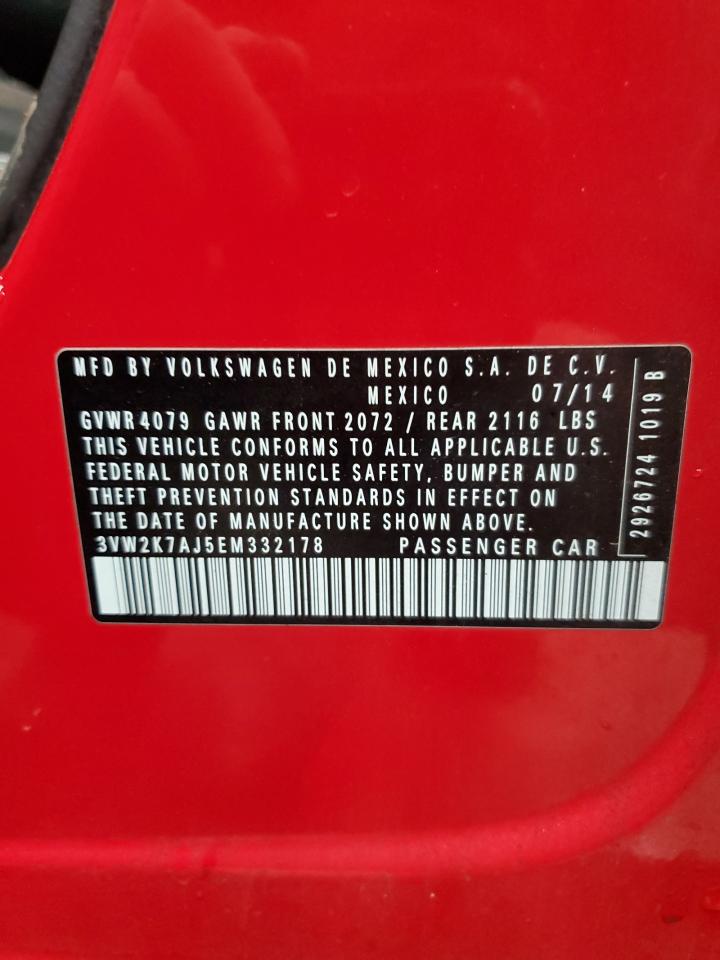 MFD BY VOLKSWAGEN DE MEXICO S.A. DE C.V.
MEXICO 07/14
GVWR 4079 GAWR FRONT 2072 / REAR 2116 LBS
THIS VEHICLE CONFORMS TO ALL APPLICABLE U.S.
FEDERAL MOTOR VEHICLE SAFETY, BUMPER AND
THEFT PREVENTION STANDARDS IN EFFECT ON
THE DATE OF MANUFACTURE SHOWN ABOVE.
3VW2K7AJ5EM332178 PASSENGER CAR
2926724 1019 B